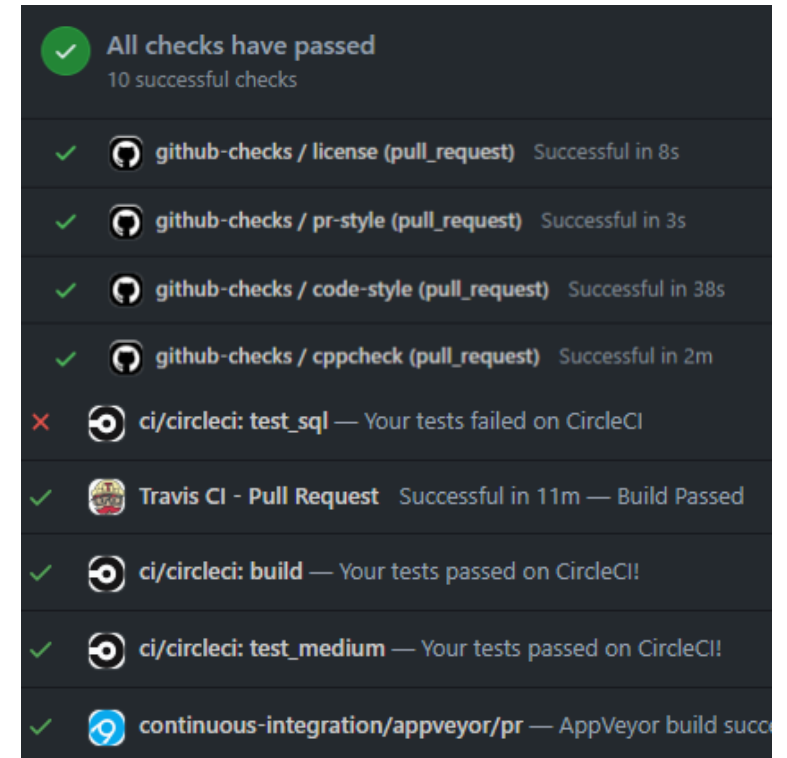 All checks have passed
10 successful checks
github-checks / license (pull_request) Successful in 8s
github-checks / pr-style (pull_request) Successful in 3s
github-checks / code-style (pull_request) Successful in 38s
github-checks / cppcheck (pull_request) Successful in 2m
ci/circleci: test_sql — Your tests failed on CircleCI
Travis CI - Pull Request Successful in 11m — Build Passed
ci/circleci: build — Your tests passed on CircleCI!
ci/circleci: test_medium — Your tests passed on CircleCI!
continuous-integration/appveyor/pr — AppVeyor build succe